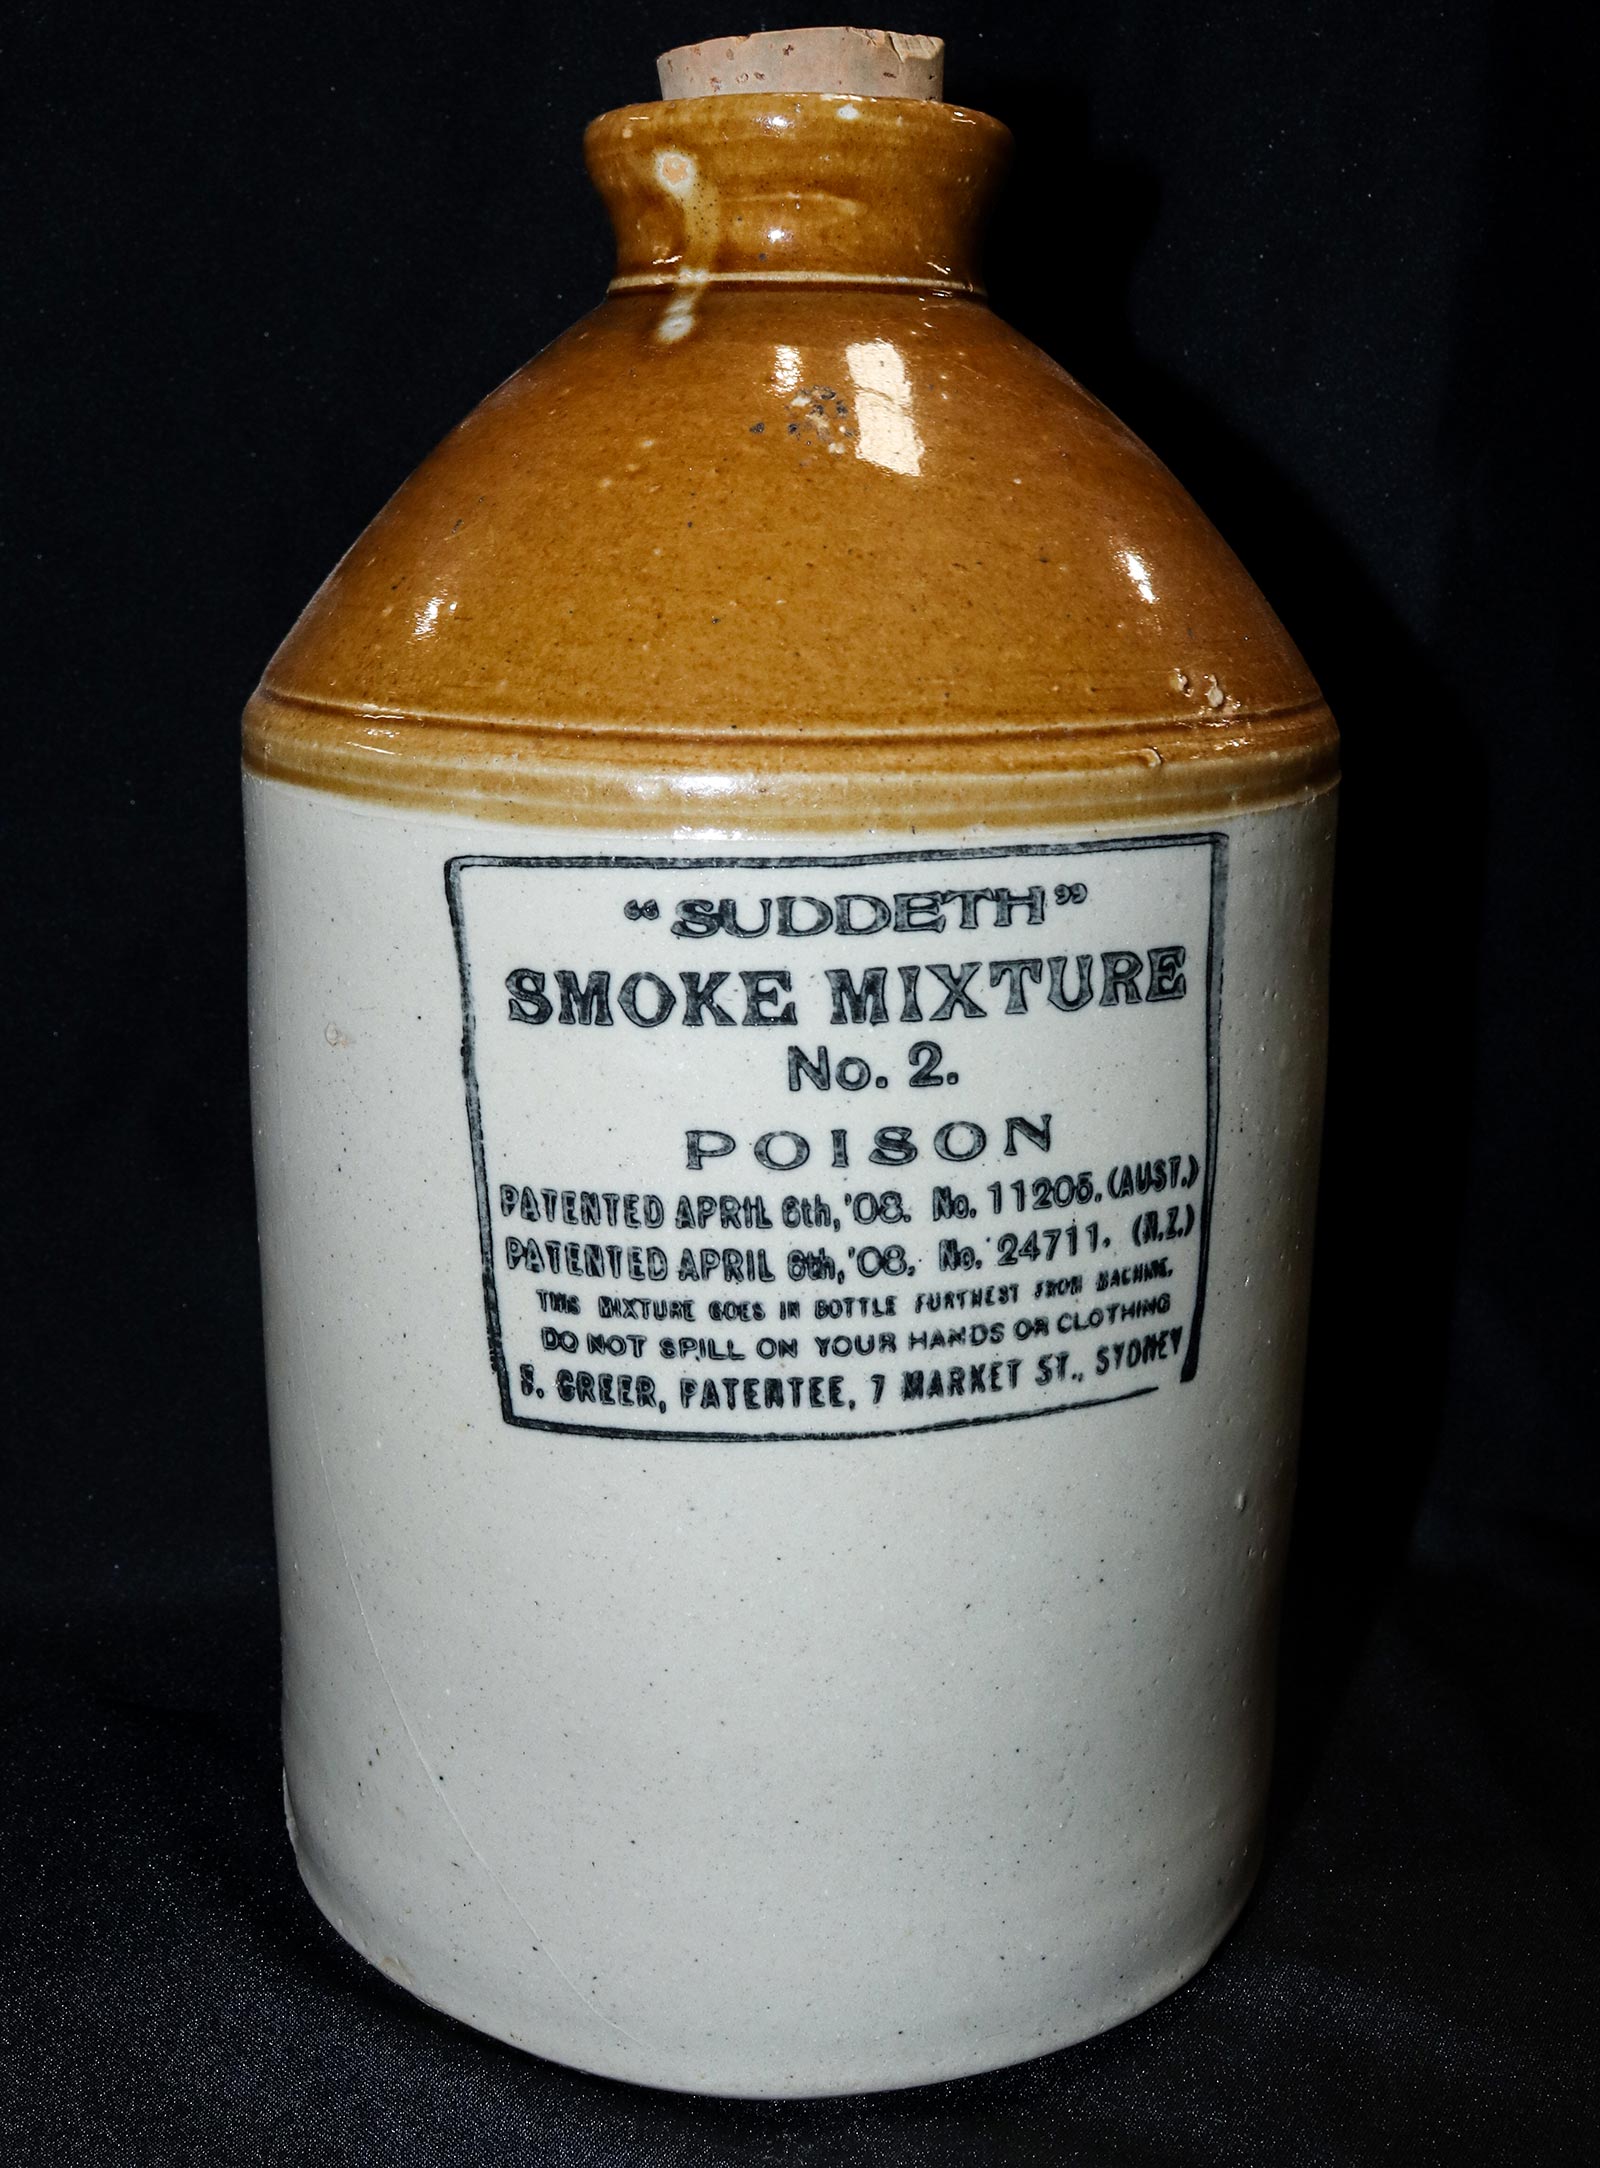 “SUDDETH”
SMOKE MIXTURE
No. 2.
POISON
PATENTED APRIL 6th, '08. No. 11205. (AUST.)
PATENTED APRIL 6th, '08. No. 24711. (N.Z.)
THIS MIXTURE GOES IN BOTTLE FURTHEST FROM MACHINE.
DO NOT SPILL ON YOUR HANDS OR CLOTHING
GREER, PATENTEE, 7 MARKET ST., SYDNEY